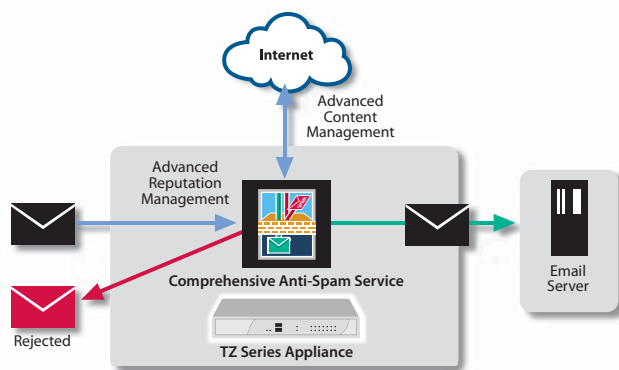 Internet
Advanced
Content
Management
Advanced
Reputation
Management
Comprehensive Anti-Spam Service
Email
Server
Rejected
TZ Series Appliance